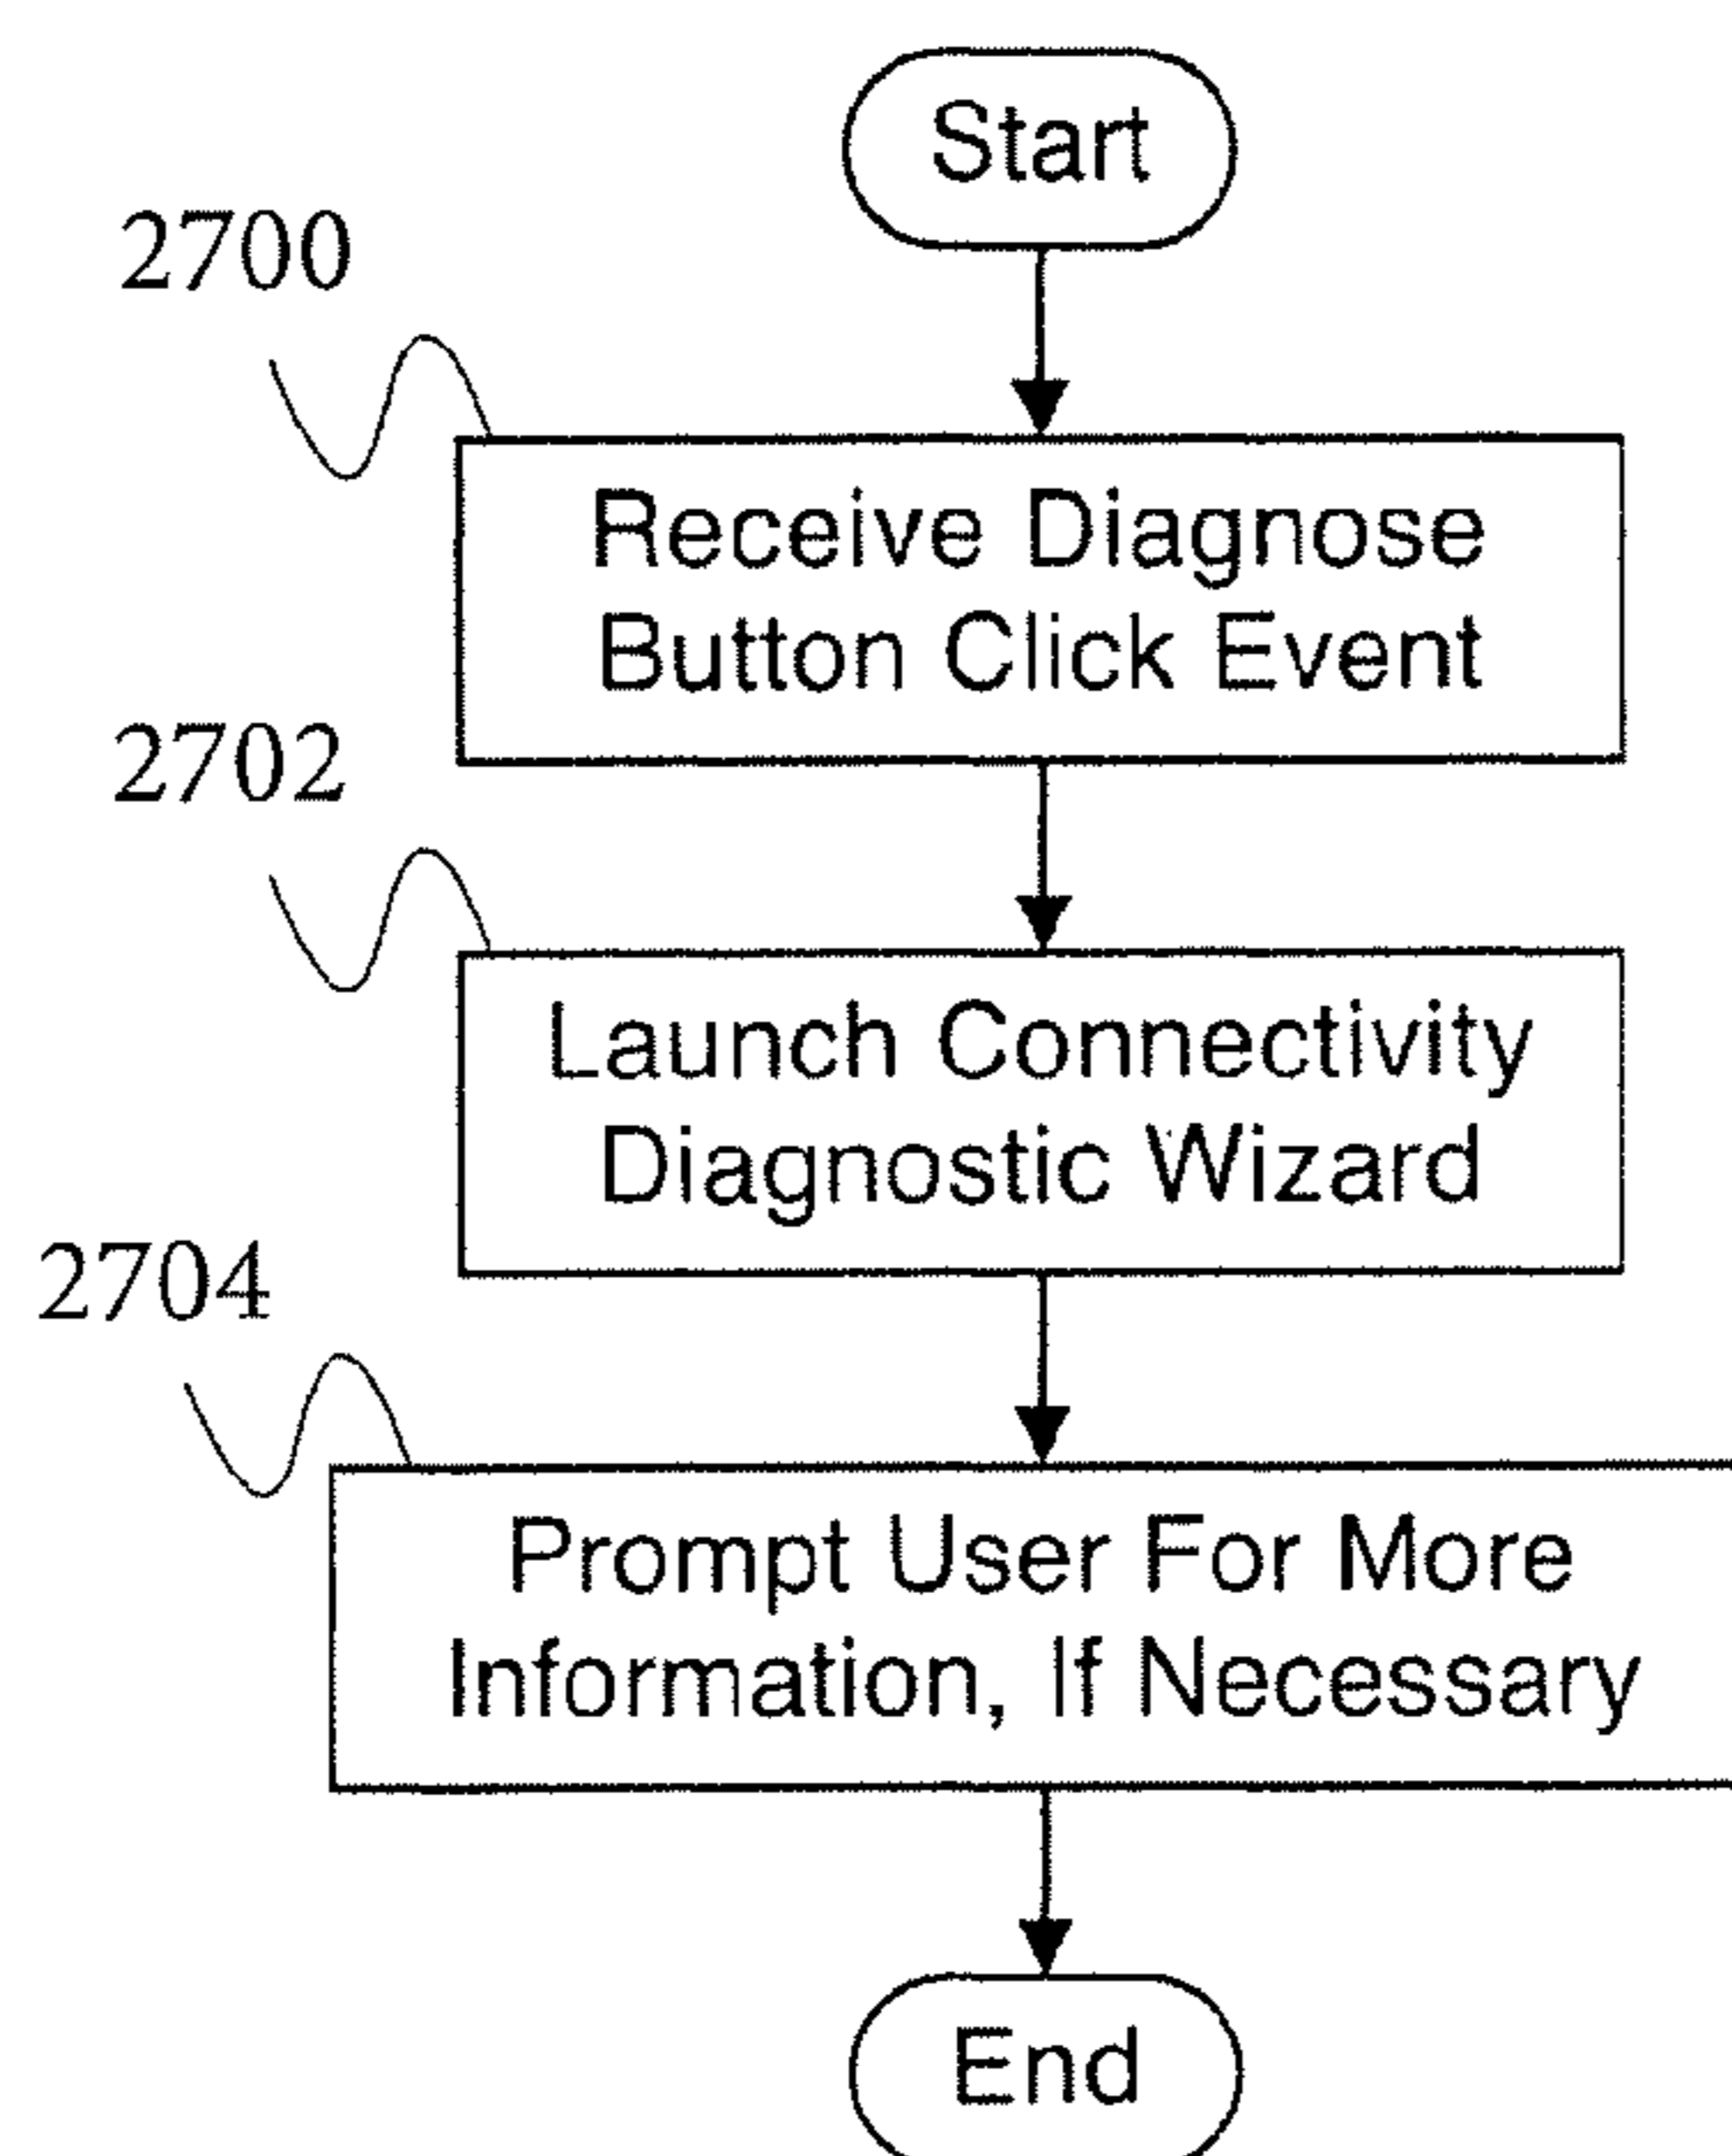 Start
2700
Receive Diagnose
Button Click Event
2702
Launch Connectivity
Diagnostic Wizard
2704
Prompt User For More
Information, If Necessary
End